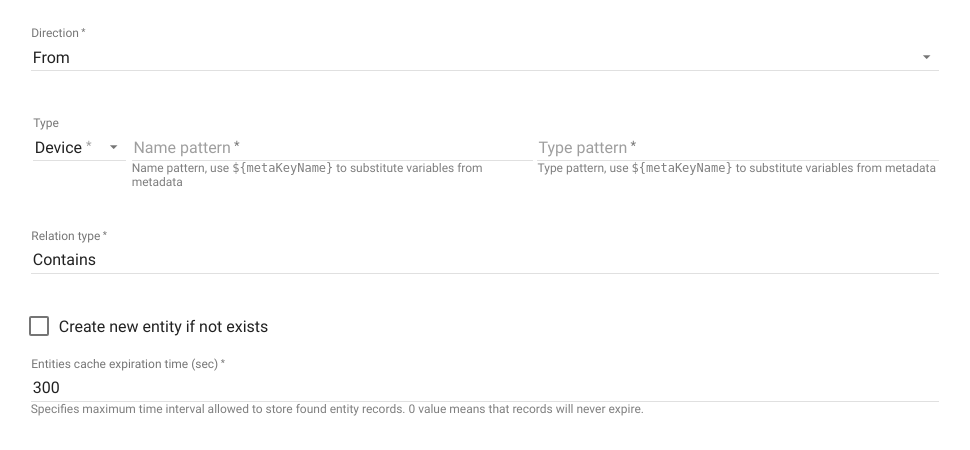 Direction *
From
Type
Device *
Name pattern *
Type pattern *
Name pattern, use ${metaKeyName} to substitute variables from
metadata
Type pattern, use ${metaKeyName} to substitute variables from metadata
Relation type *
Contains
Create new entity if not exists
Entities cache expiration time (sec) *
300
Specifies maximum time interval allowed to store found entity records. 0 value means that records will never expire.